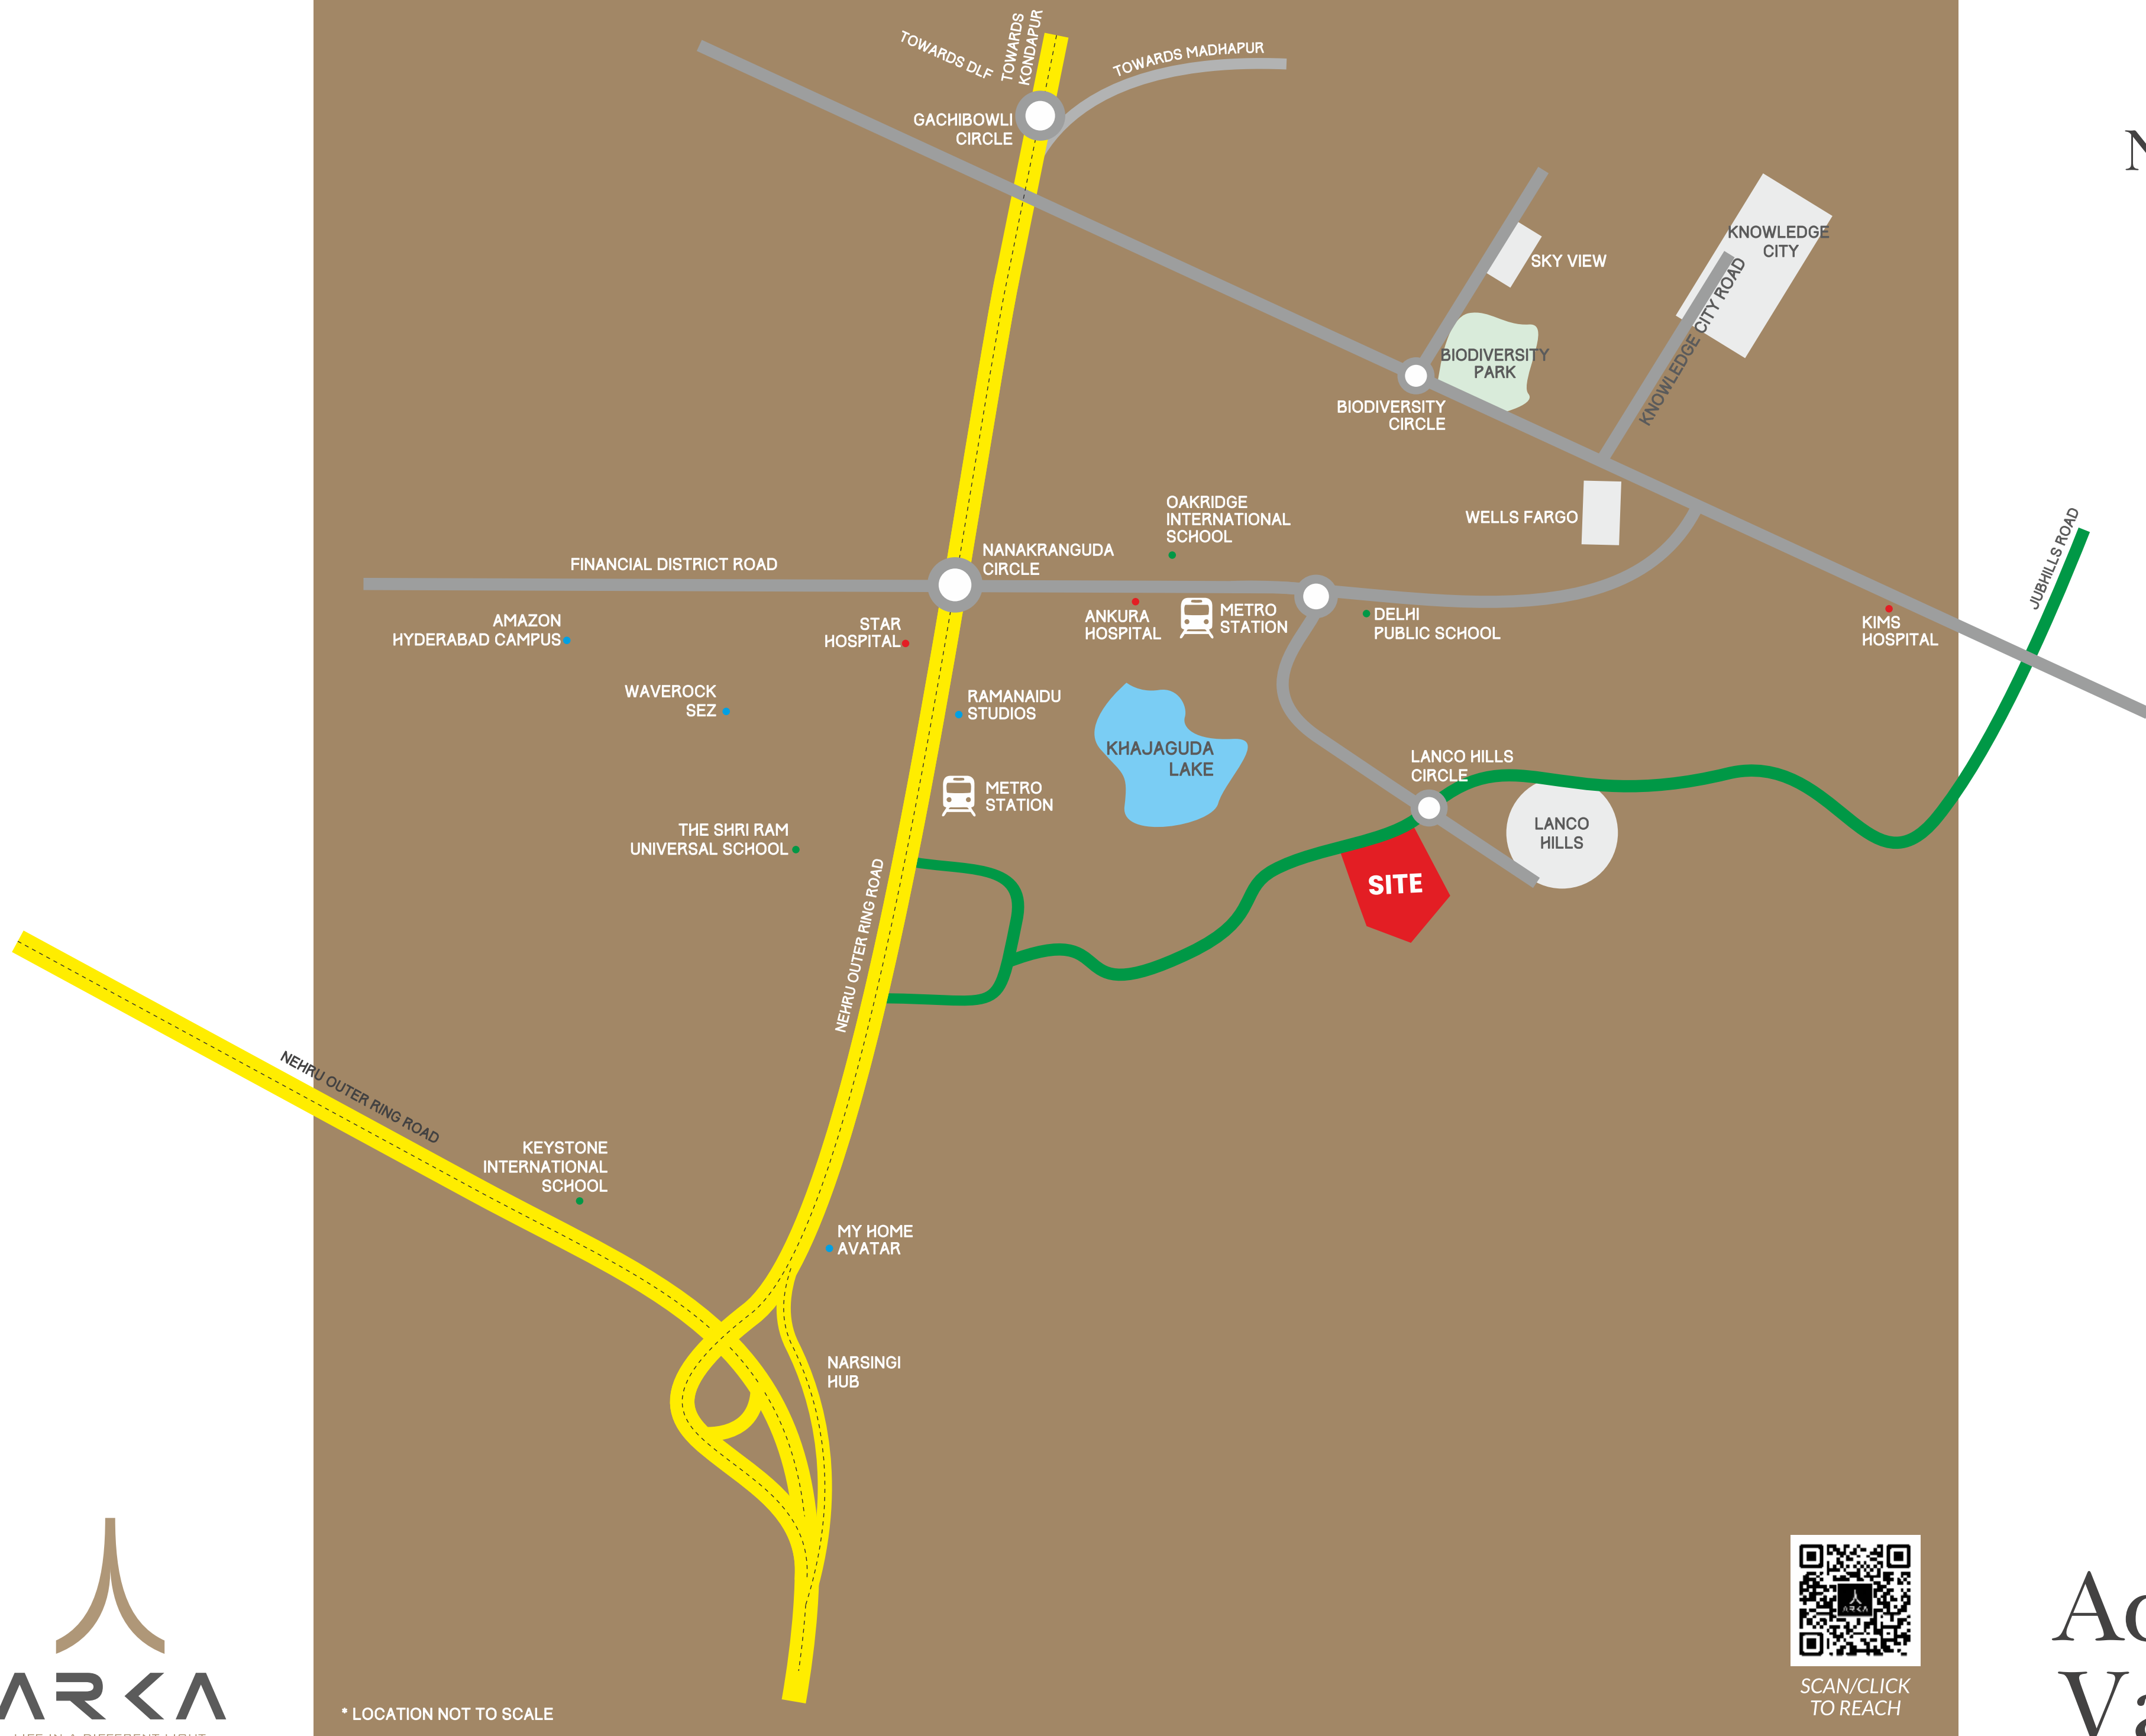 TOWARDS DLF
TOWARDS
KONDAPUR
TOWARDS MADHAPUR
GACHIBOWLI
CIRCLE
N
KNOWLEDGE
CITY
SKY VIEW
KNOWLEDGE CITY ROAD
BIODIVERSITY
PARK
BIODIVERSITY
CIRCLE
OAKRIDGE
INTERNATIONAL
SCHOOL
WELLS FARGO
JUBHILLS ROAD
NANAKRANGUDA
CIRCLE
FINANCIAL DISTRICT ROAD
AMAZON
HYDERABAD CAMPUS
STAR
HOSPITAL
ANKURA
HOSPITAL
METRO
STATION
DELHI
PUBLIC SCHOOL
KIMS
HOSPITAL
WAVEROCK
SEZ
RAMANAIDU
STUDIOS
KHAJAGUDA
LAKE
LANCO HILLS
CIRCLE
METRO
STATION
THE SHRI RAM
UNIVERSAL SCHOOL
LANCO
HILLS
SITE
NEHRU OUTER RING ROAD
NEHRU OUTER RING ROAD
KEYSTONE
INTERNATIONAL
SCHOOL
MY HOME
AVATAR
NARSINGI
HUB
ARKA
ARKA
SCAN/CLICK
TO REACH
* LOCATION NOT TO SCALE